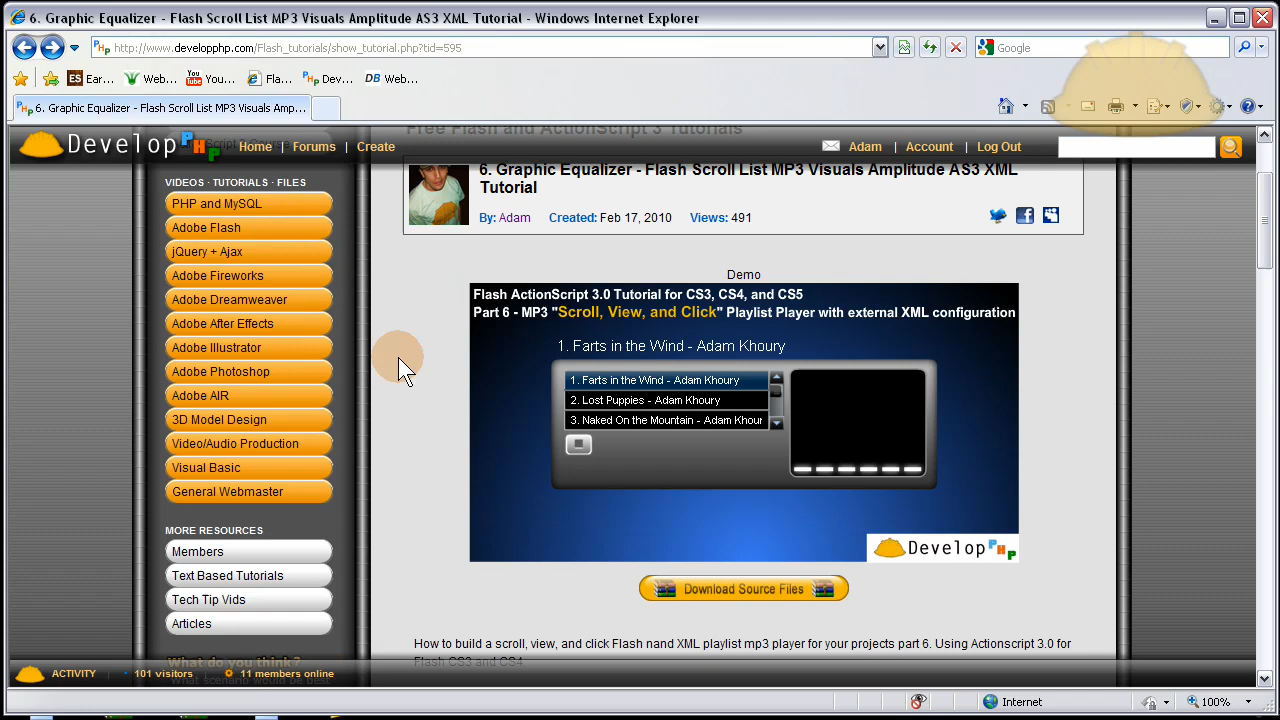 6. Graphic Equalizer - Flash Scroll List MP3 Visuals Amplitude AS3 XML Tutorial - Windows Internet Explorer
http://www.developphp.com/Flash_tutorials/show_tutorial.php?tid=595
Google
ES Ear...
Web...
You Tube You...
Fla...
PHP Dev...
DB Web...
PHP 6. Graphic Equalizer - Flash Scroll List MP3 Visuals Amp...
Free Flash and ActionScript 3 Tutorials
Develop PHP
Home | Forums | Create
Adam | Account | Log Out
VIDEOS · TUTORIALS · FILES
PHP and MySQL
Adobe Flash
jQuery + Ajax
Adobe Fireworks
Adobe Dreamweaver
Adobe After Effects
Adobe Illustrator
Adobe Photoshop
Adobe AIR
3D Model Design
Video/Audio Production
Visual Basic
General Webmaster
MORE RESOURCES
Members
Text Based Tutorials
Tech Tip Vids
Articles
What do you think ?
What scenario would be best
6. Graphic Equalizer - Flash Scroll List MP3 Visuals Amplitude AS3 XML
Tutorial
By: Adam Created: Feb 17, 2010 Views: 491
Demo
Flash ActionScript 3.0 Tutorial for CS3, CS4, and CS5
Part 6 - MP3 "Scroll, View, and Click" Playlist Player with external XML configuration
1. Farts in the Wind - Adam Khoury
1. Farts in the Wind - Adam Khoury
2. Lost Puppies - Adam Khoury
3. Naked On the Mountain - Adam Khour
Develop PHP
Download Source Files
How to build a scroll, view, and click Flash nand XML playlist mp3 player for your projects part 6. Using Actionscript 3.0 for
Flash CS3 and CS4
ACTIVITY 101 visitors 11 members online
Internet
100%